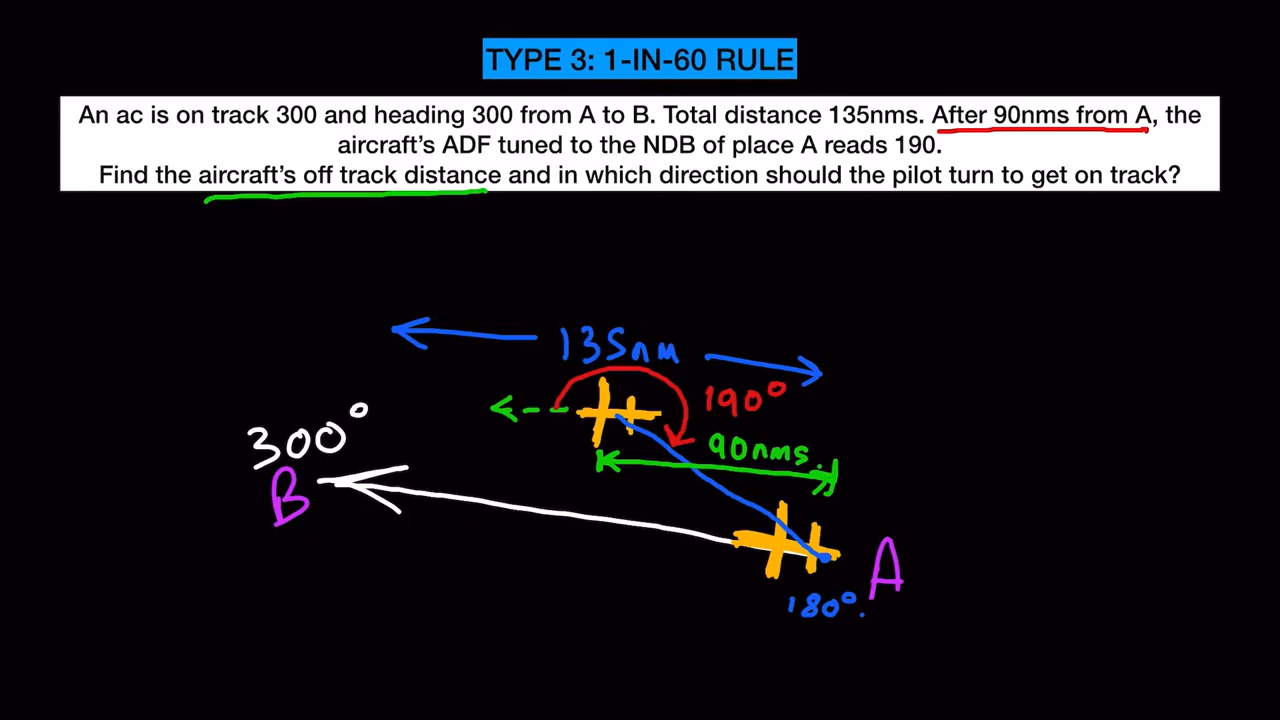 TYPE 3: 1-IN-60 RULE
An ac is on track 300 and heading 300 from A to B. Total distance 135nms. After 90nms from A, the
aircraft's ADF tuned to the NDB of place A reads 190.
Find the aircraft's off track distance and in which direction should the pilot turn to get on track?
135nm
190°
90nms.
300°
B
A
180°.